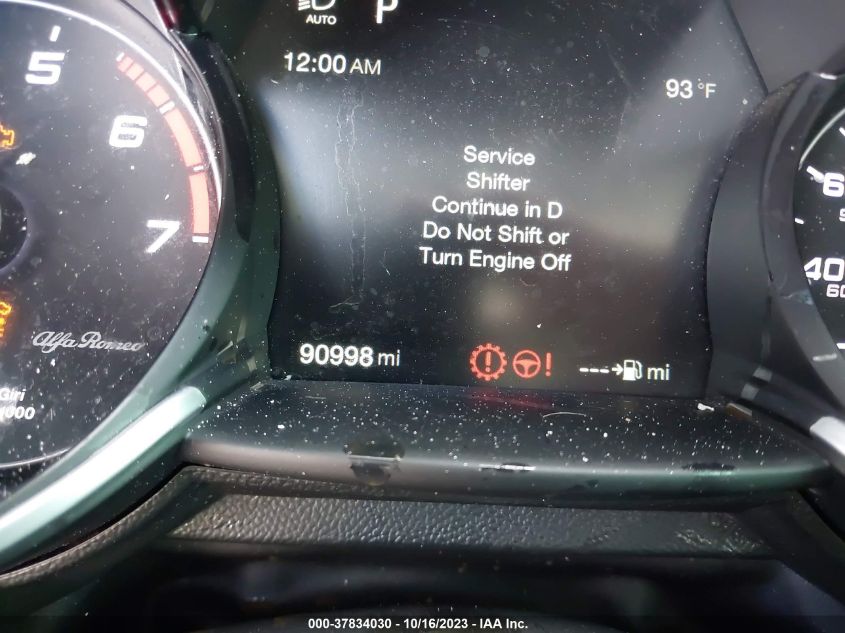 AUTO
P
12:00 AM
93 °F
5
6
7
Service
Shifter
Continue in D
Do Not Shift or
Turn Engine Off
Alfa Romeo
90998 mi
! !
---→ mi
Giri
000-37834030 - 10/16/2023 - IAA Inc.